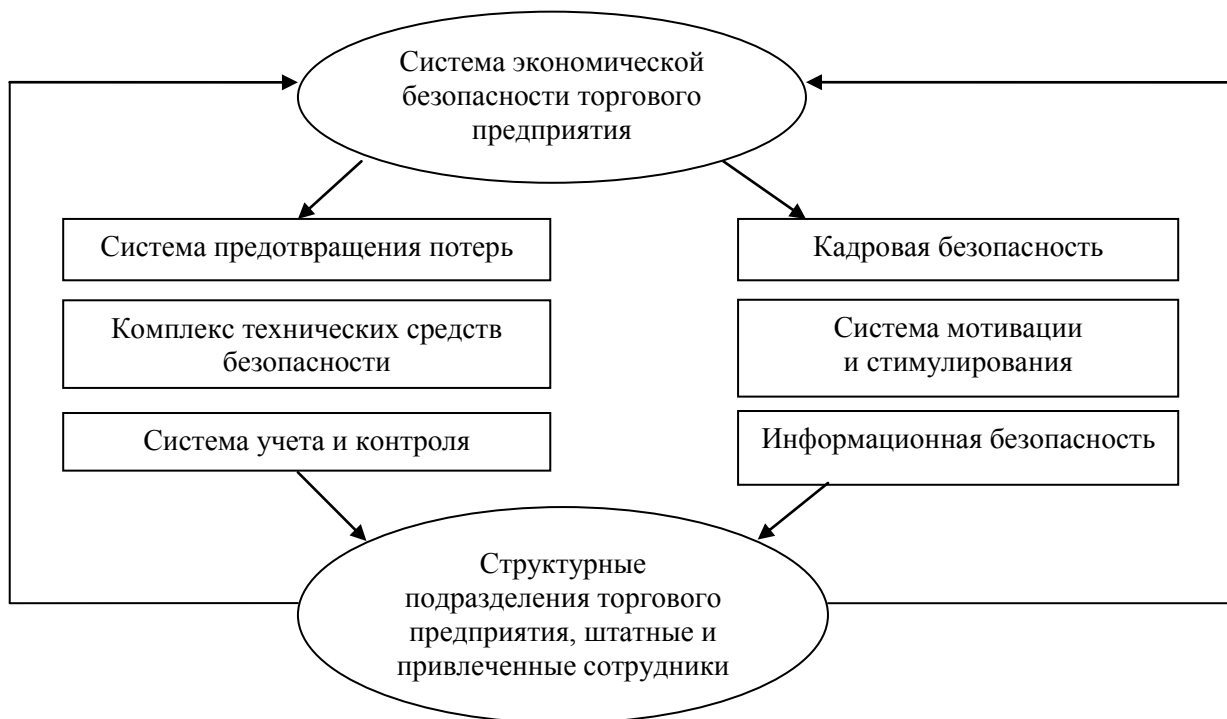 Система экономической
безопасности торгового
предприятия
Система предотвращения потерь
Кадровая безопасность
Комплекс технических средств
безопасности
Система мотивации
и стимулирования
Система учета и контроля
Информационная безопасность
Структурные
подразделения торгового
предприятия, штатные и
привлеченные сотрудники